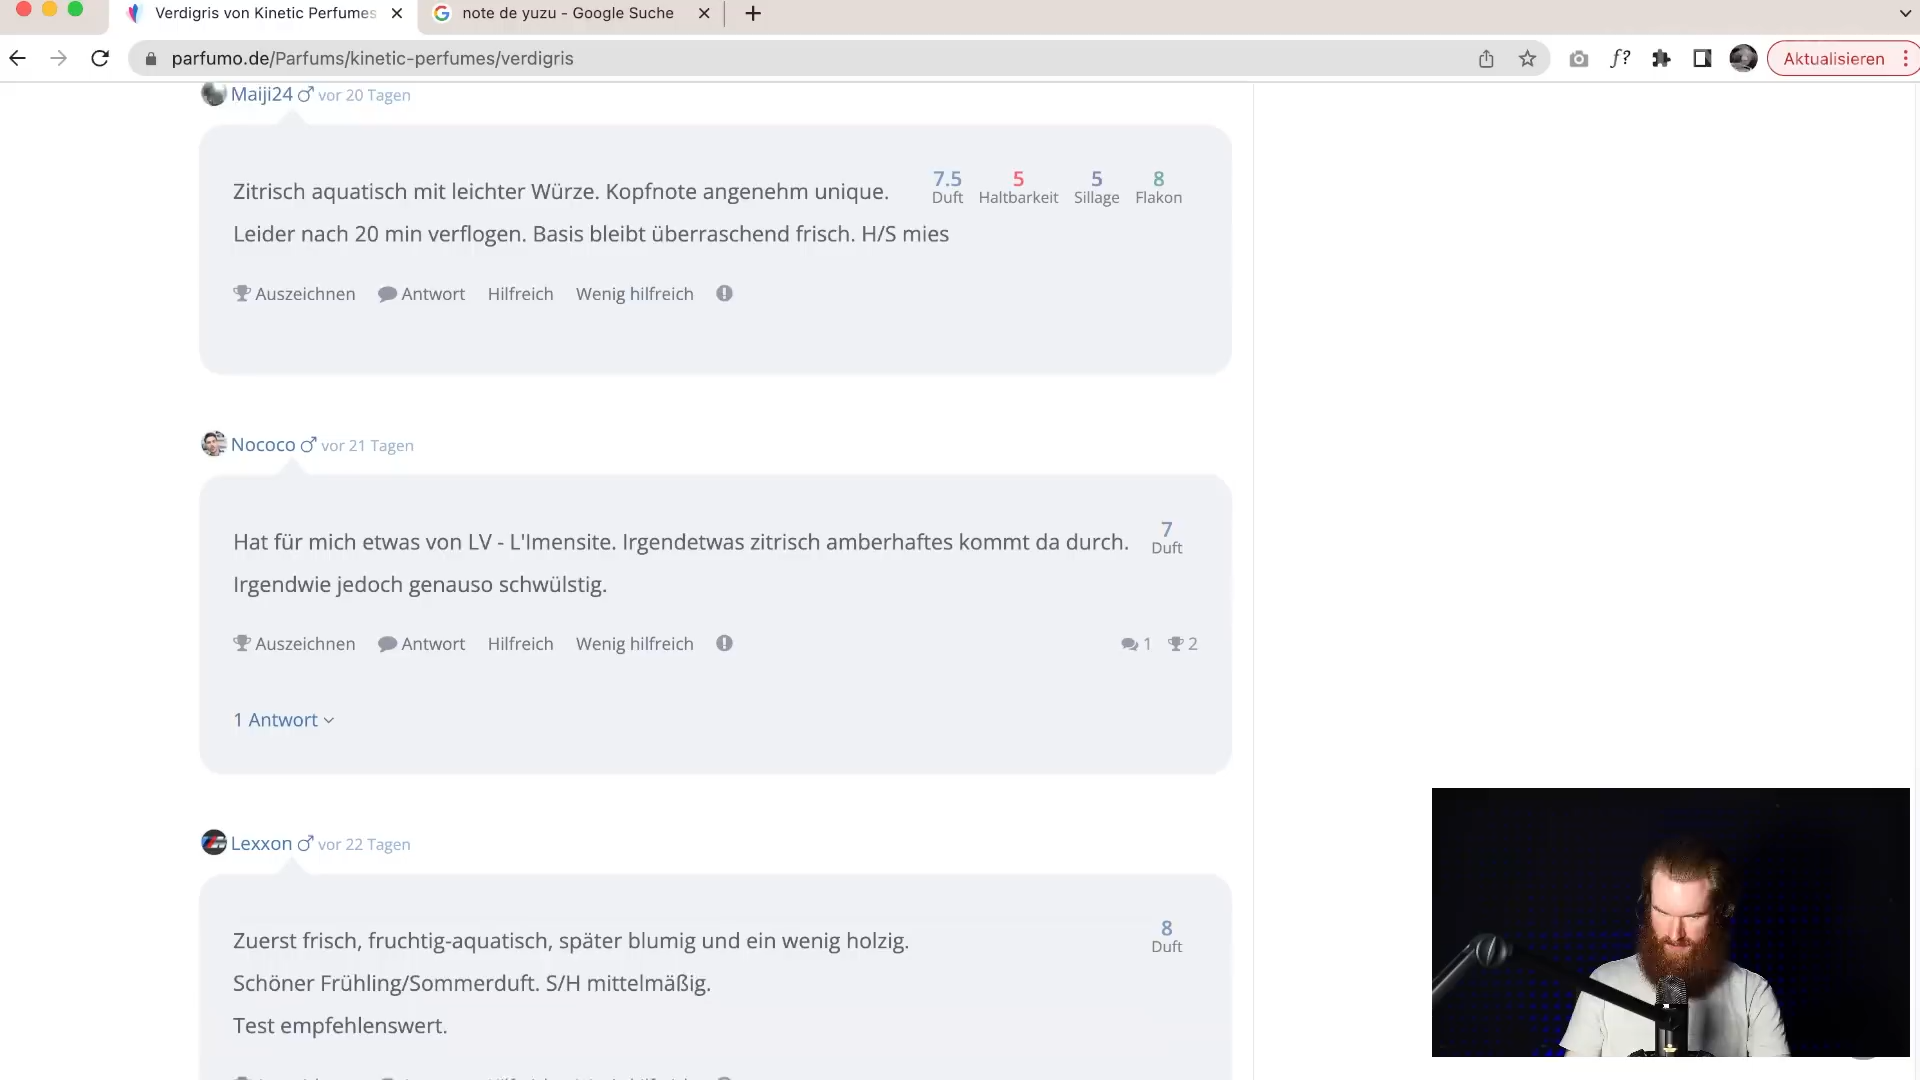 Verdigris von Kinetic Perfumes
note de yuzu - Google Suche
parfumo.de/Parfums/kinetic-perfumes/verdigris
f?
Aktualisieren
Maiji24 ♂ vor 20 Tagen
Zitrisch aquatisch mit leichter Würze. Kopfnote angenehm unique.
Leider nach 20 min verflogen. Basis bleibt überraschend frisch. H/S mies
7.5 5 5 8
Duft Haltbarkeit Sillage Flakon
Auszeichnen Antwort Hilfreich Wenig hilfreich
Nococo ♂ vor 21 Tagen
Hat für mich etwas von LV - L'Imensite. Irgendetwas zitrisch amberhaftes kommt da durch.
Irgendwie jedoch genauso schwülstig.
7
Duft
Auszeichnen Antwort Hilfreich Wenig hilfreich 1 2
1 Antwort
Lexxon ♂ vor 22 Tagen
Zuerst frisch, fruchtig-aquatisch, später blumig und ein wenig holzig.
Schöner Frühling/Sommerduft. S/H mittelmäßig.
Test empfehlenswert.
8
Duft